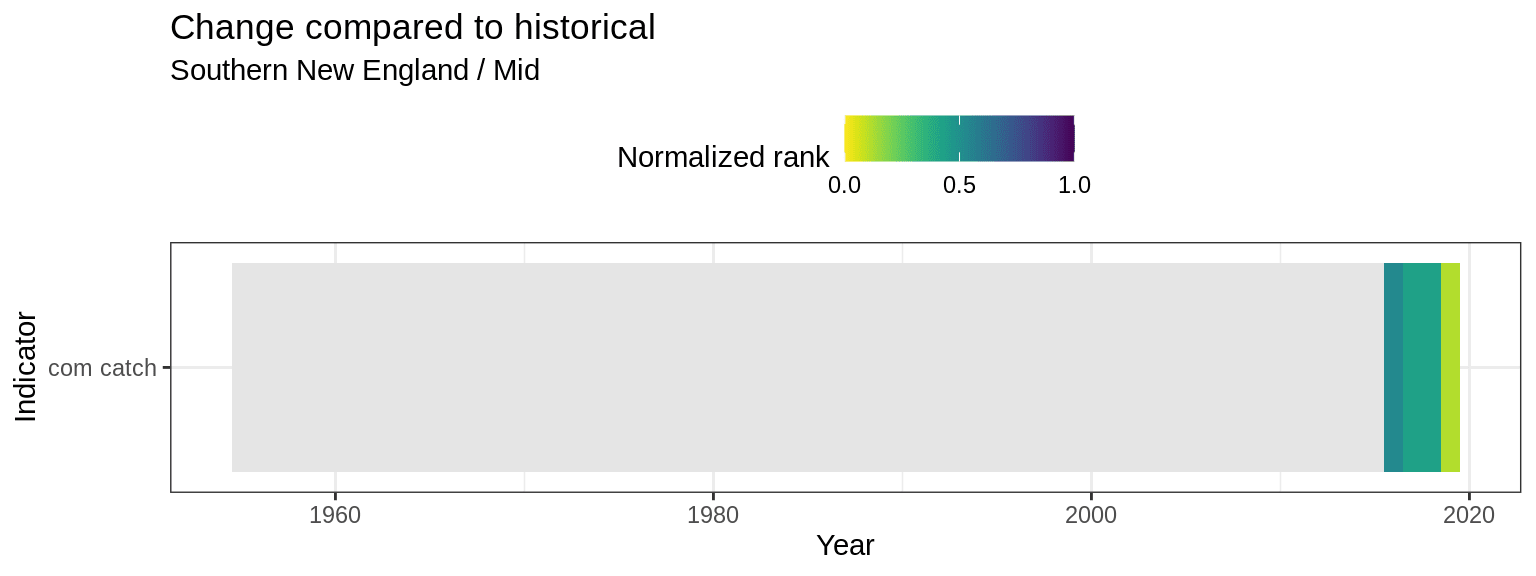 Change compared to historical
Southern New England / Mid
Normalized rank
0.0 0.5 1.0
Indicator
com catch
1960 1980 2000 2020
Year